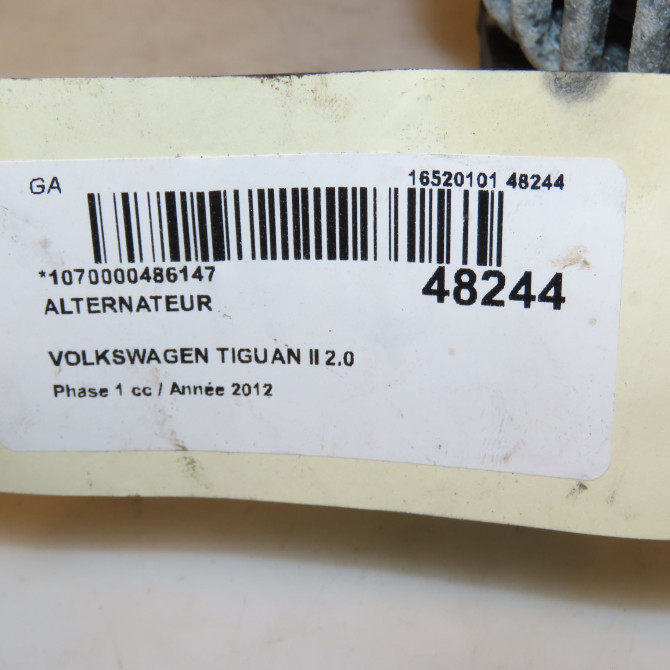 GA
16520101 48244
*1070000486147
48244
ALTERNATEUR
VOLKSWAGEN TIGUAN II 2.0
Phase 1 cc / Année 2012